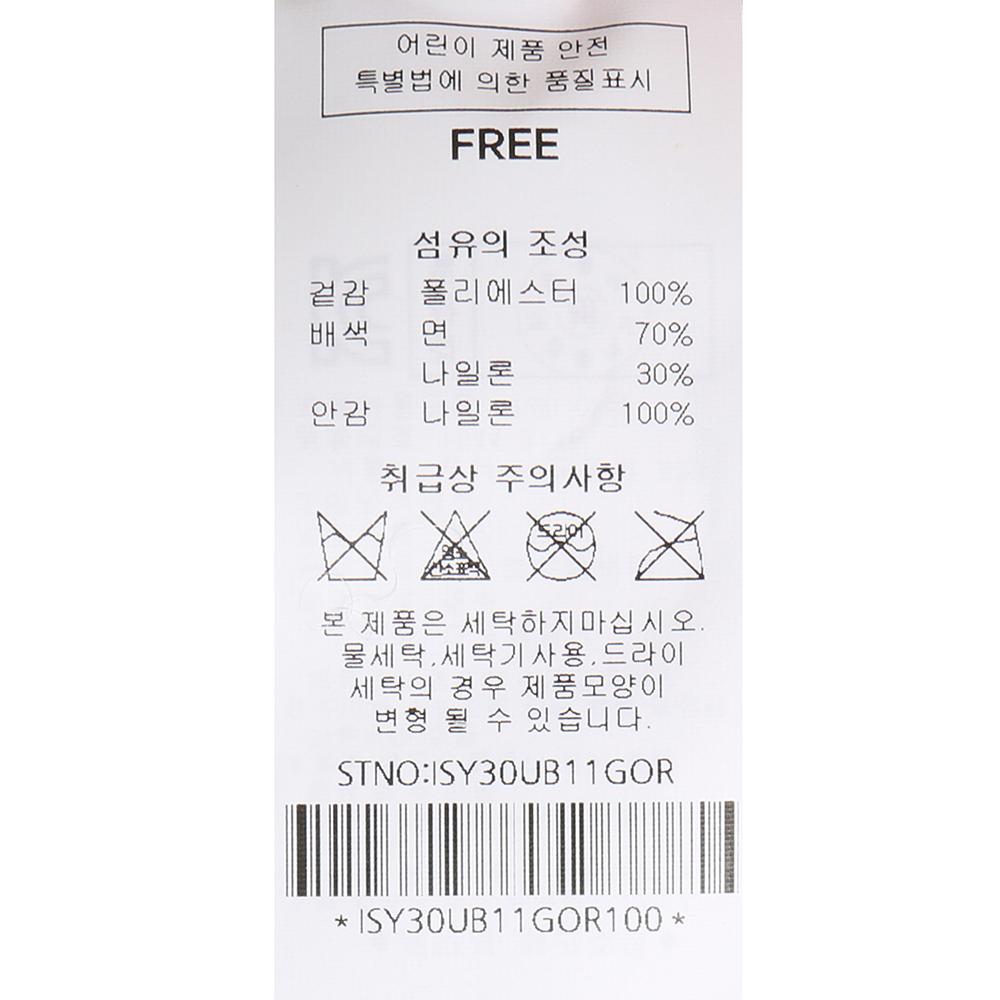 어린이 제품 안전
특별법에 의한 품질표시
FREE
섬유의 조성
겉감 폴리에스터 100%
배색 면 70%
나일론 30%
안감 나일론 100%
취급상 주의사항
드라이
본 제품은 세탁하지마십시오.
물세탁,세탁기사용,드라이
세탁의 경우 제품모양이
변형 될 수 있습니다.
STNO:ISY30UB11GOR
*ISY30UB11GOR100*